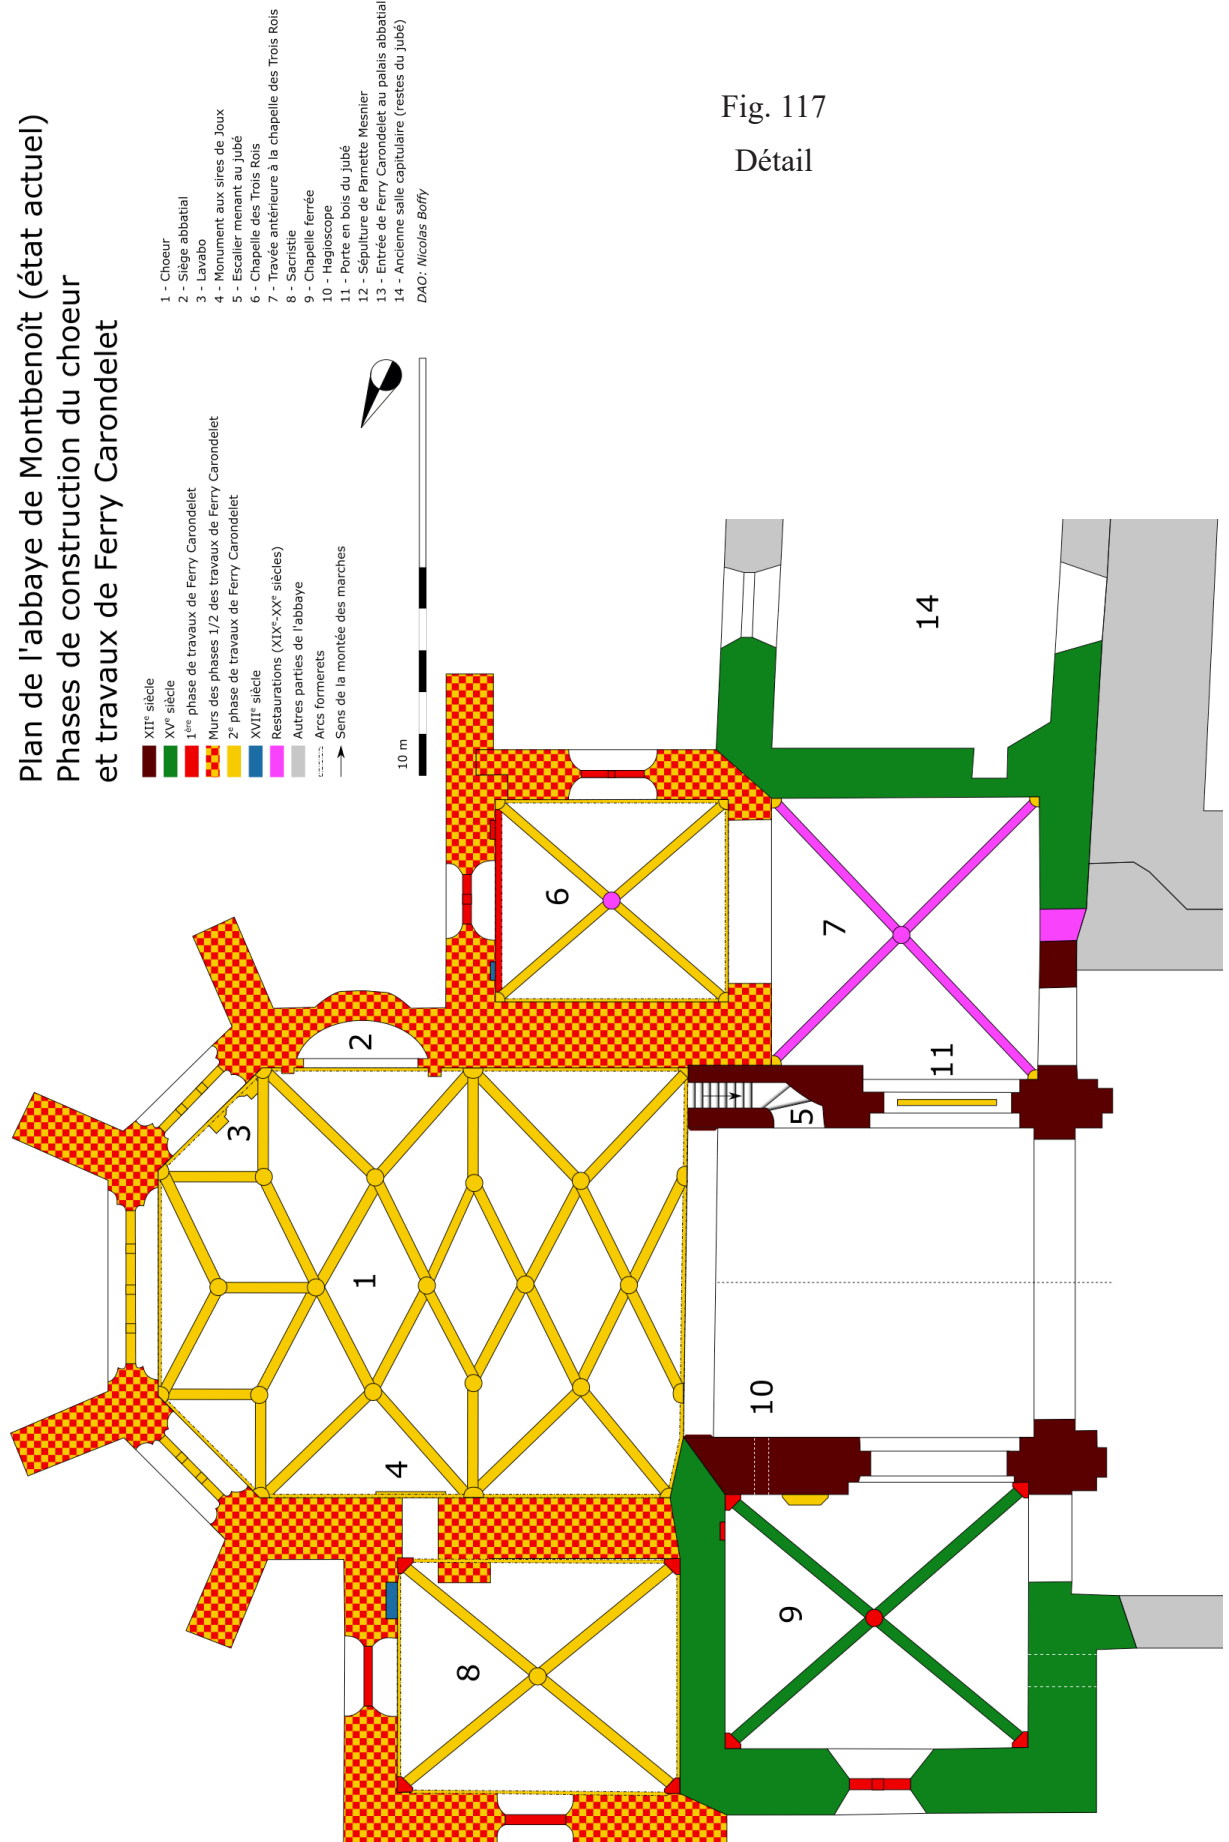 Fig. 117
Détail
Plan de l'abbaye de Montbenoît (état actuel)
Phases de construction du choeur
et travaux de Ferry Carondelet
XIIe siècle
XVe siècle
1ère phase de travaux de Ferry Carondelet
Murs des phases 1/2 des travaux de Ferry Carondelet
2e phase de travaux de Ferry Carondelet
XVIIe siècle
Restaurations (XIXe-XXe siècles)
Autres parties de l'abbaye
Arcs formerets
Sens de la montée des marches
10 m
1 - Choeur
2 - Siège abbatial
3 - Lavabo
4 - Monument aux sires de Joux
5 - Escalier menant au jubé
6 - Chapelle des Trois Rois
7 - Travée antérieure à la chapelle des Trois Rois
8 - Sacristie
9 - Chapelle ferrée
10 - Hagioscope
11 - Porte en bois du jubé
12 - Sépulture de Parnette Mesnier
13 - Entrée de Ferry Carondelet au palais abbatial
14 - Ancienne salle capitulaire (restes du jubé)
DAO: Nicolas Boffy
14
6
7
2
11
3
5
1
10
4
9
8